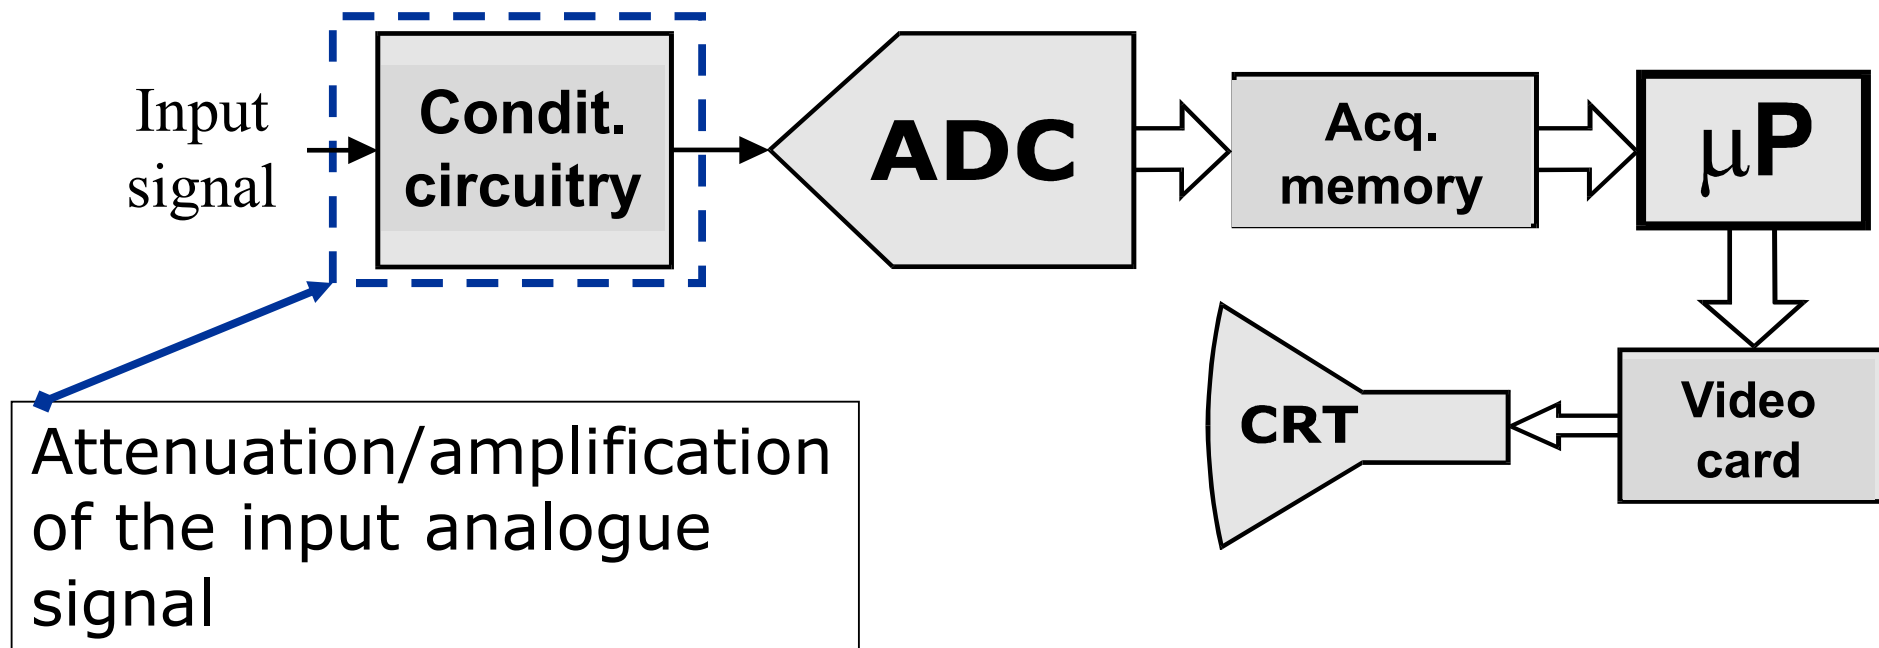 Input
signal
Condit.
circuitry
ADC
Acq.
memory
μP
Video
card
CRT
Attenuation/amplification
of the input analogue
signal